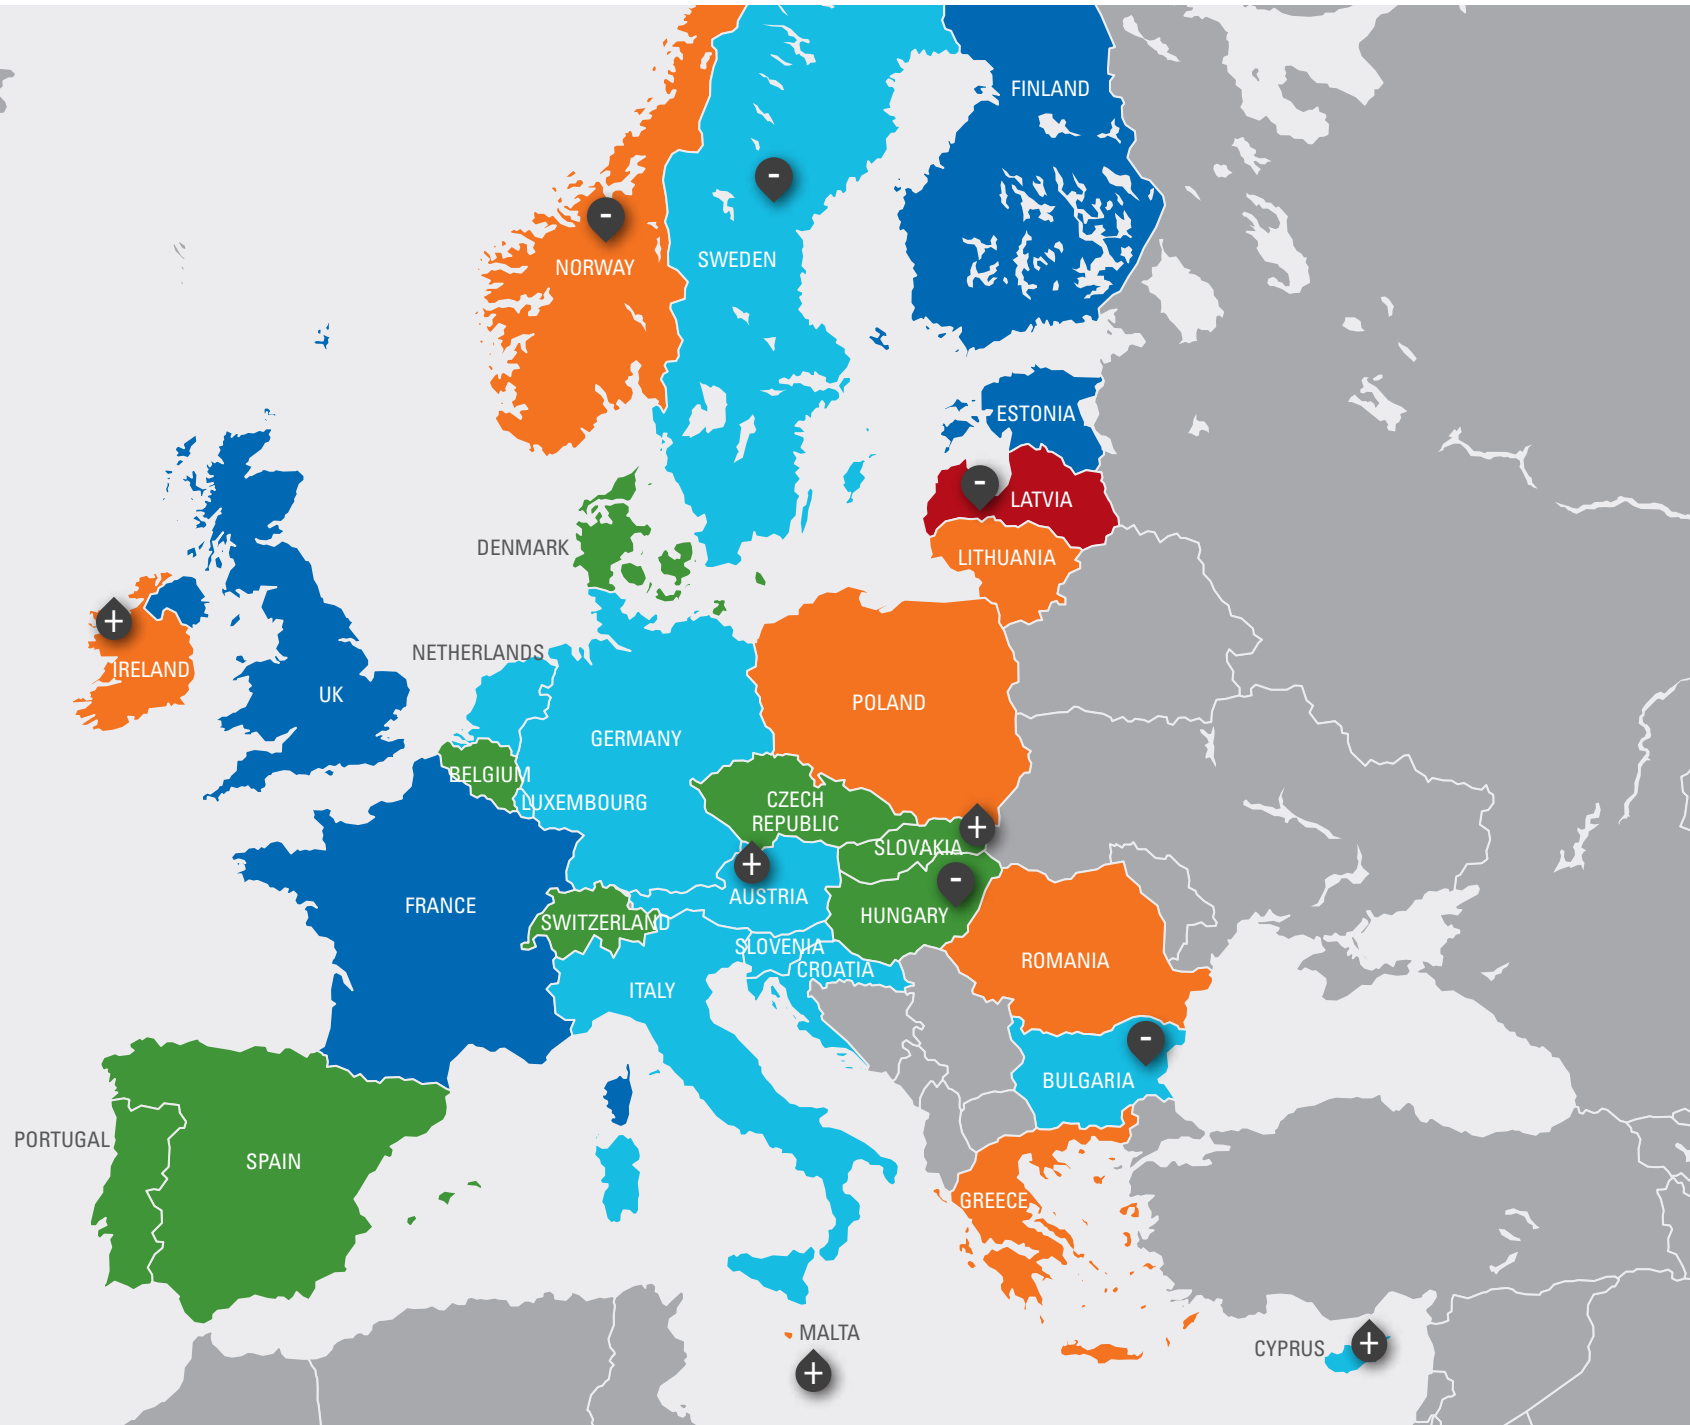 FINLAND
-
-
SWEDEN
NORWAY
ESTONIA
-
LATVIA
DENMARK
LITHUANIA
+
NETHERLANDS
IRELAND
UK
POLAND
GERMANY
BELGIUM
LUXEMBOURG
CZECH
REPUBLIC
+
SLOVAKIA
+
-
AUSTRIA
FRANCE
HUNGARY
SWITZERLAND
SLOVENIA
ROMANIA
CROATIA
ITALY
-
BULGARIA
PORTUGAL
SPAIN
GREECE
MALTA
+
CYPRUS
+